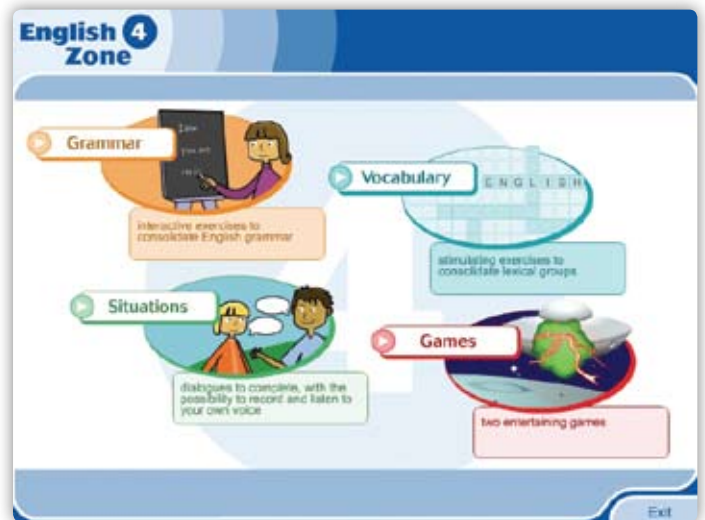 English 4
Zone
Grammar
I am
interactive exercises to
consolidate English grammar
Vocabulary
ENGLISH
stimulating exercises to
consolidate lexical groups
Situations
dialogues to complete, with the
possibility to record and listen to
your own voice
Games
two entertaining games
Exit